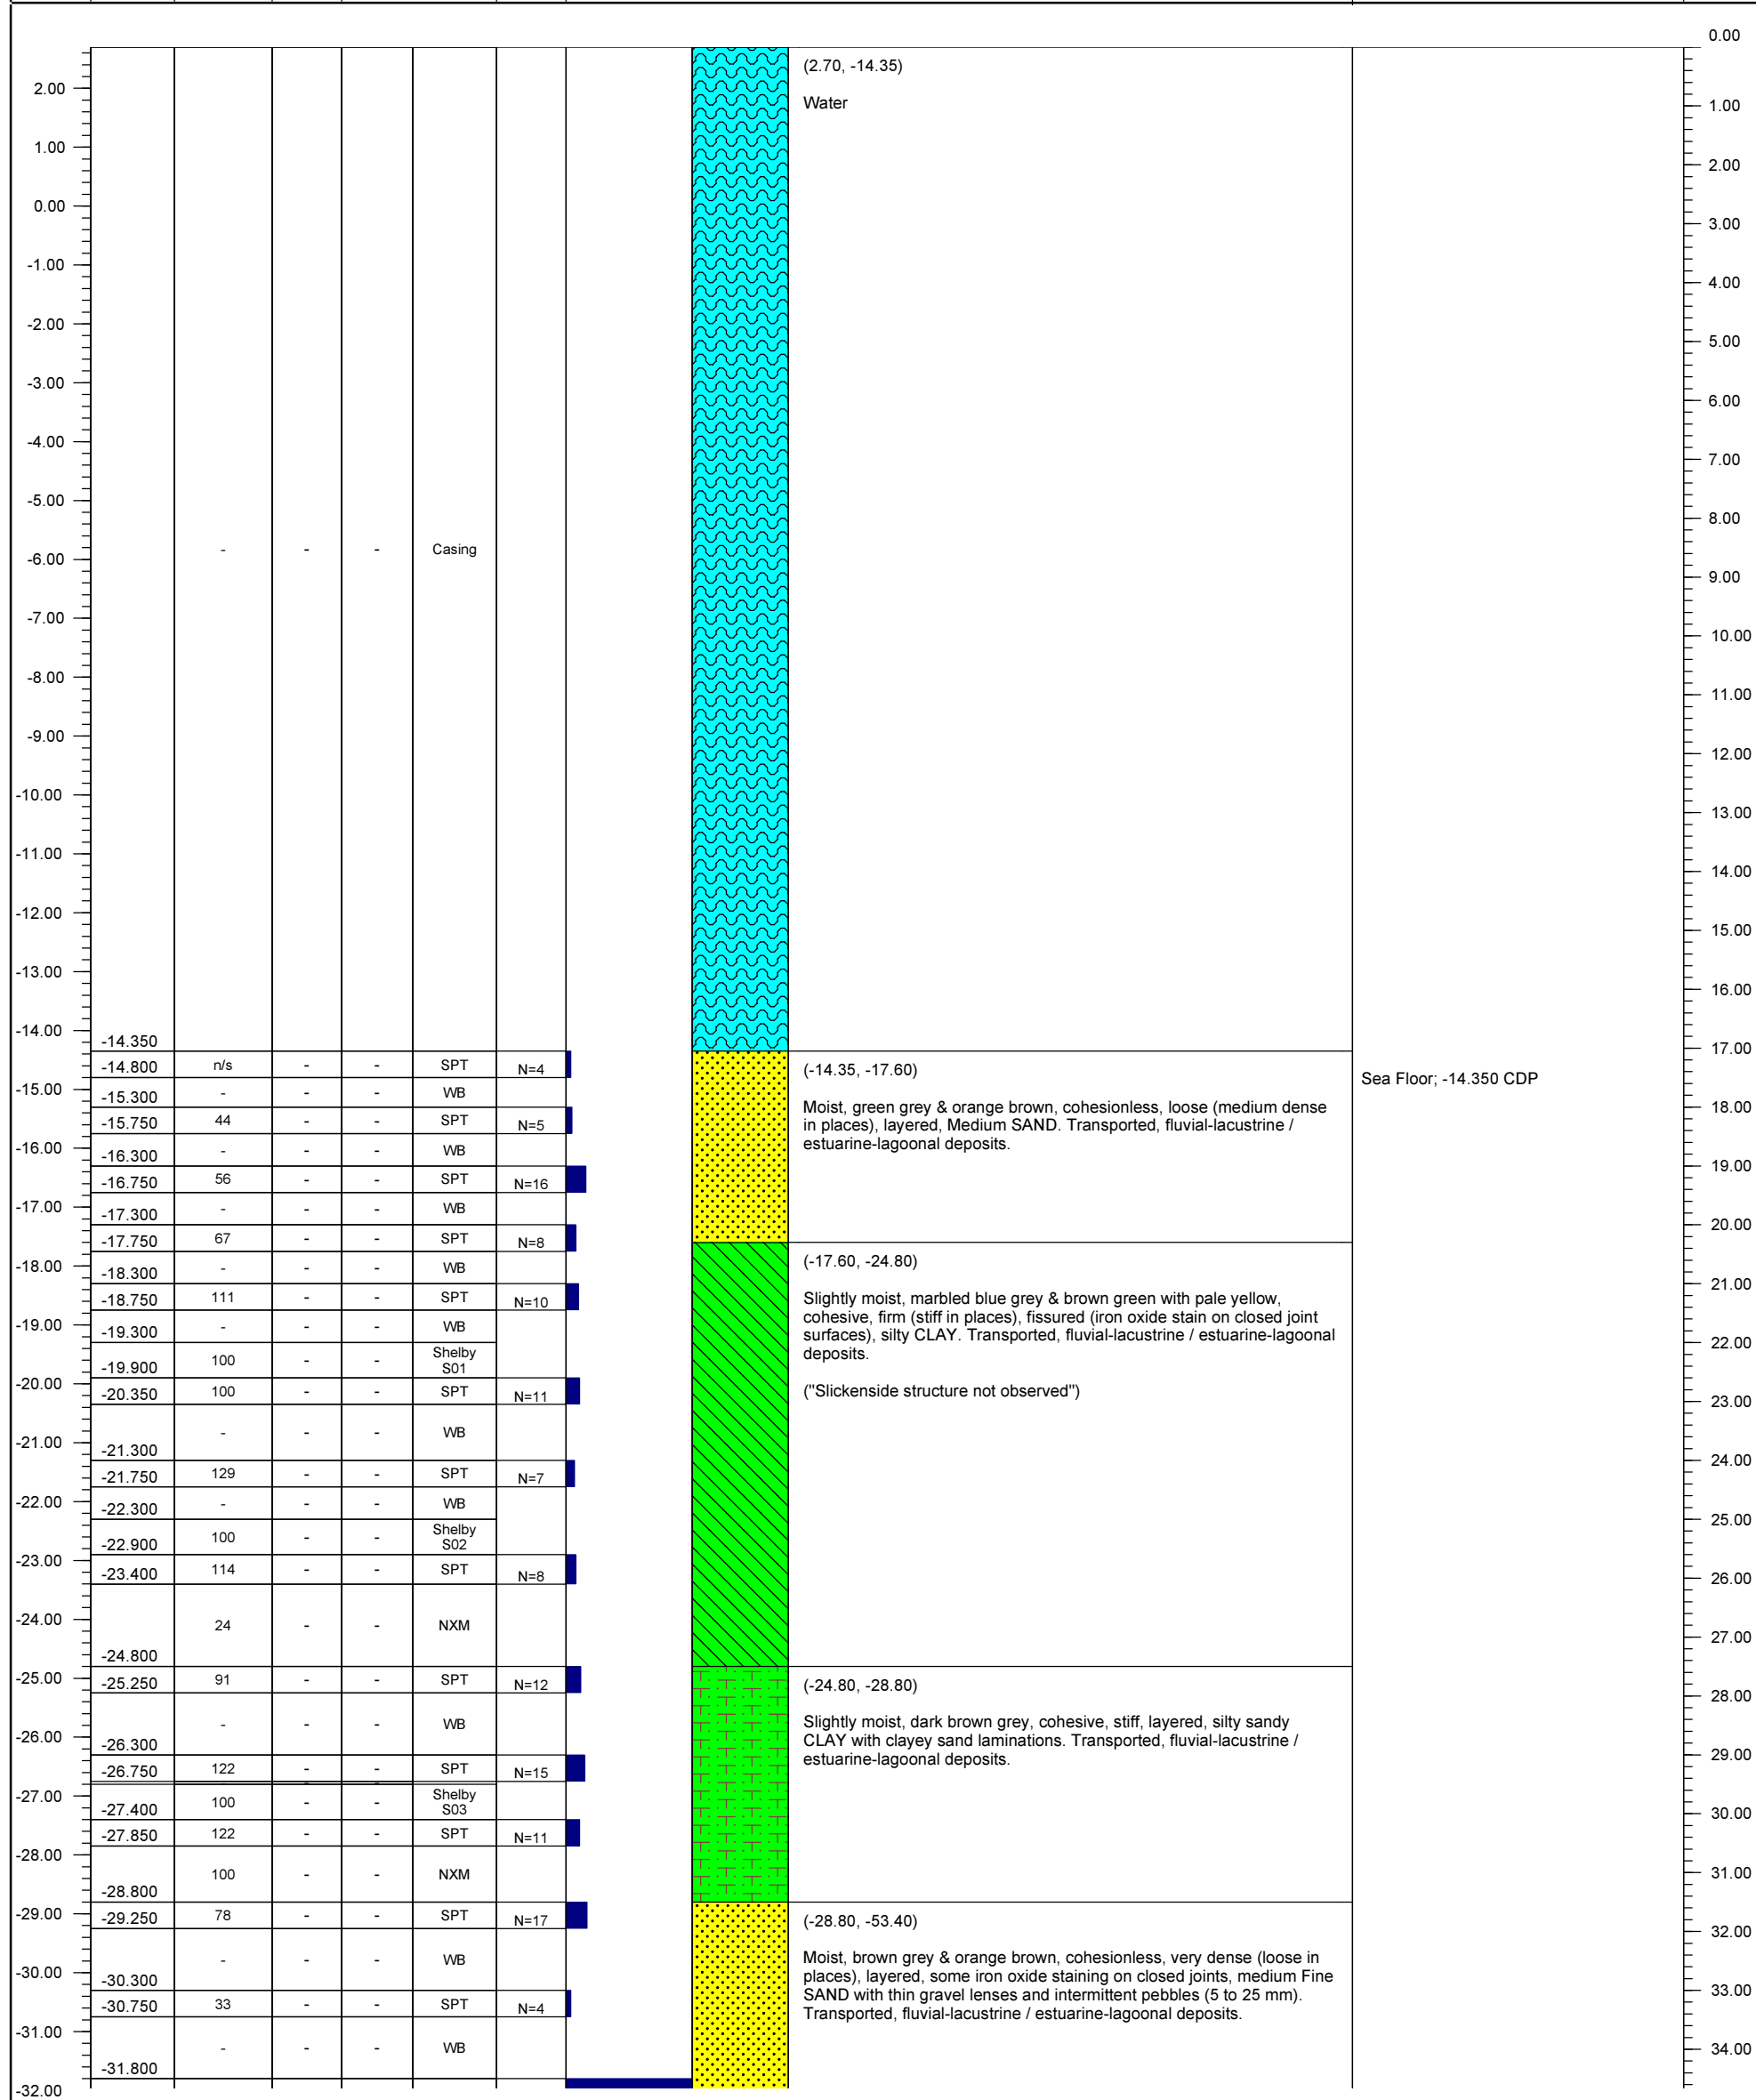 0.00
(2.70, -14.35)
Water
2.00
1.00
0.00
-1.00
-2.00
-3.00
-4.00
-5.00
-6.00
-7.00
-8.00
-9.00
-10.00
-11.00
-12.00
-13.00
-14.00
-15.00
-16.00
-17.00
-18.00
-19.00
-20.00
-21.00
-22.00
-23.00
-24.00
-25.00
-26.00
-27.00
-28.00
-29.00
-30.00
-31.00
-32.00
- - - Casing
-14.350
-14.800 n/s - - SPT N=4
-15.300 - - - WB
-15.750 44 - - SPT N=5
-16.300 - - - WB
-16.750 56 - - SPT N=16
-17.300 - - - WB
-17.750 67 - - SPT N=8
-18.300 - - - WB
-18.750 111 - - SPT N=10
-19.300 - - - WB
-19.900 100 - - Shelby
S01
-20.350 100 - - SPT N=11
-21.300 - - - WB
-21.750 129 - - SPT N=7
-22.300 - - - WB
-22.900 100 - - Shelby
S02
-23.400 114 - - SPT N=8
-24.800 24 - - NXM
-25.250 91 - - SPT N=12
-26.300 - - - WB
-26.750 122 - - SPT N=15
-27.400 100 - - Shelby
S03
-27.850 122 - - SPT N=11
-28.800 100 - - NXM
-29.250 78 - - SPT N=17
-30.300 - - - WB
-30.750 33 - - SPT N=4
-31.800 - - - WB
(-14.35, -17.60)
Moist, green grey & orange brown, cohesionless, loose (medium dense
in places), layered, Medium SAND. Transported, fluvial-lacustrine /
estuarine-lagoonal deposits.
(-17.60, -24.80)
Slightly moist, marbled blue grey & brown green with pale yellow,
cohesive, firm (stiff in places), fissured (iron oxide stain on closed joint
surfaces), silty CLAY. Transported, fluvial-lacustrine / estuarine-lagoonal
deposits.
("Slickenside structure not observed")
(-24.80, -28.80)
Slightly moist, dark brown grey, cohesive, stiff, layered, silty sandy
CLAY with clayey sand laminations. Transported, fluvial-lacustrine /
estuarine-lagoonal deposits.
(-28.80, -53.40)
Moist, brown grey & orange brown, cohesionless, very dense (loose in
places), layered, some iron oxide staining on closed joints, medium Fine
SAND with thin gravel lenses and intermittent pebbles (5 to 25 mm).
Transported, fluvial-lacustrine / estuarine-lagoonal deposits.
Sea Floor; -14.350 CDP
1.00
2.00
3.00
4.00
5.00
6.00
7.00
8.00
9.00
10.00
11.00
12.00
13.00
14.00
15.00
16.00
17.00
18.00
19.00
20.00
21.00
22.00
23.00
24.00
25.00
26.00
27.00
28.00
29.00
30.00
31.00
32.00
33.00
34.00